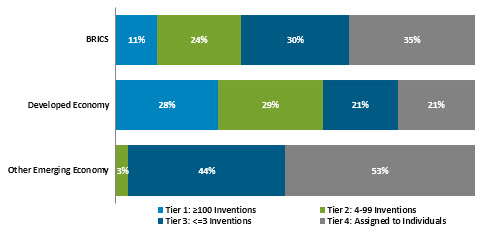 BRICS
11% 24% 30% 35%
Developed Economy
28% 29% 21% 21%
Other Emerging Economy
3% 44% 53%
Tier 1: ≥100 Inventions Tier 2: 4-99 Inventions
Tier 3: <=3 Inventions Tier 4: Assigned to Individuals